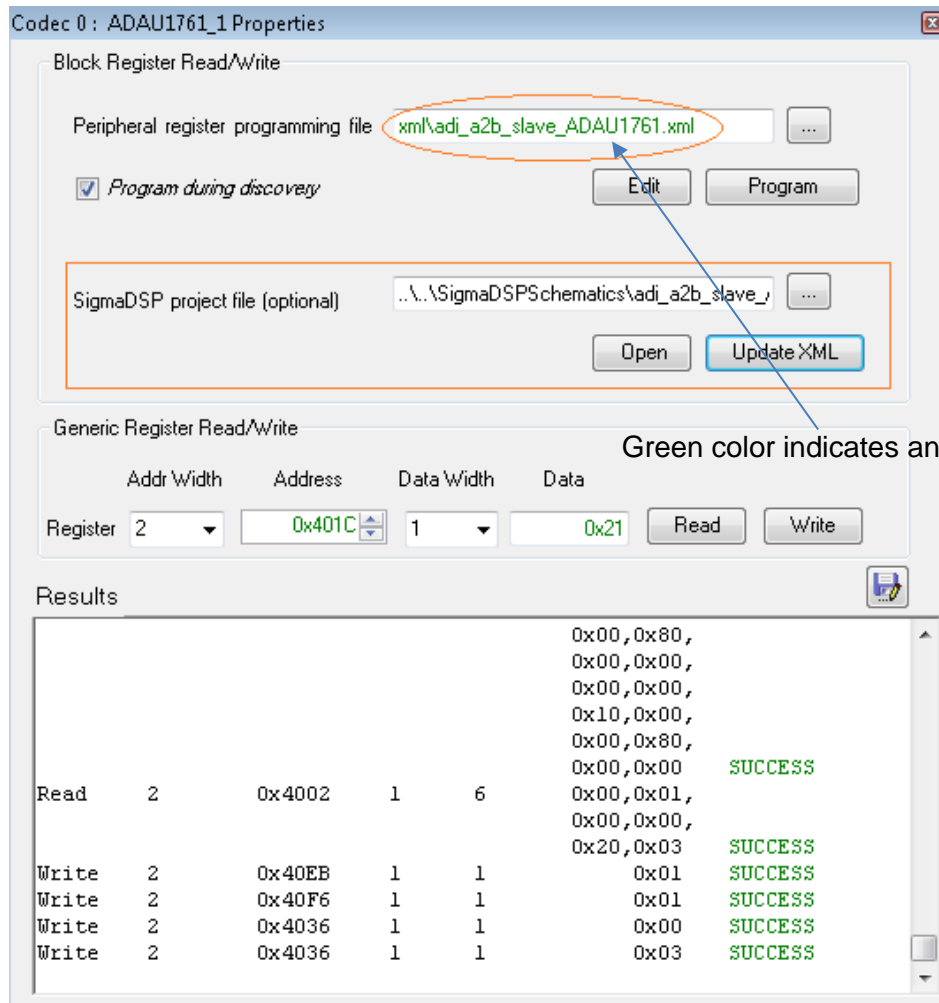 Codec 0 : ADAU1761_1 Properties
Block Register Read/Write
Peripheral register programming file xml\adi_a2b_slave_ADAU1761.xml ...
Program during discovery Edit Program
SigmaDSP project file (optional) ..\..\SigmaDSPSchematics\adi_a2b_slave_/ ...
Open Update XML
Generic Register Read/Write
Green color indicates an
Addr Width Address Data Width Data
Register 2 0x401C 1 0x21 Read Write
Results
0x00,0x80,
0x00,0x00,
0x00,0x00,
0x10,0x00,
0x00,0x80,
0x00,0x00 SUCCESS
Read 2 0x4002 1 6 0x00,0x01,
0x00,0x00,
0x20,0x03 SUCCESS
Write 2 0x40EB 1 1 0x01 SUCCESS
Write 2 0x40F6 1 1 0x01 SUCCESS
Write 2 0x4036 1 1 0x00 SUCCESS
Write 2 0x4036 1 1 0x03 SUCCESS